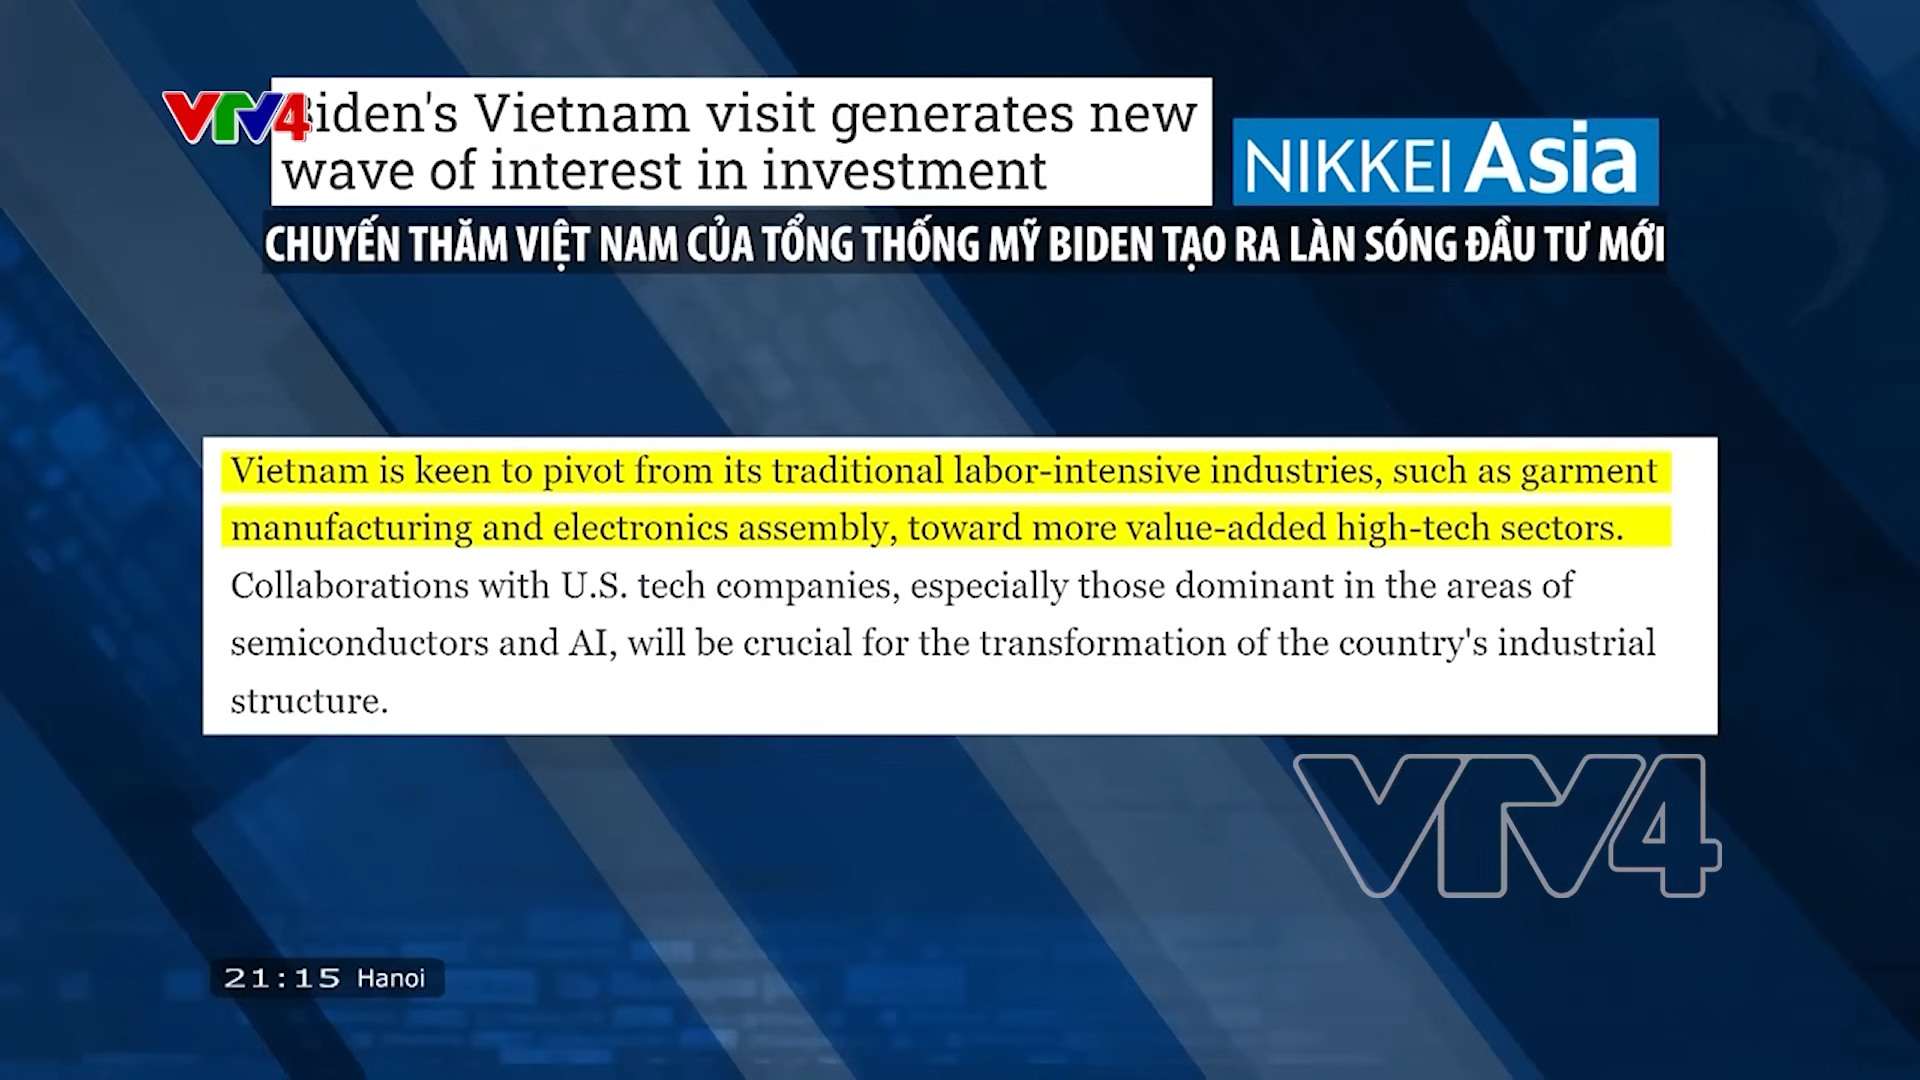 VTV4
iden's Vietnam visit generates new
wave of interest in investment
NIKKEI Asia
CHUYẾN THĂM VIỆT NAM CỦA TỔNG THỐNG MỸ BIDEN TẠO RA LÀN SÓNG ĐẦU TƯ MỚI
Vietnam is keen to pivot from its traditional labor-intensive industries, such as garment
manufacturing and electronics assembly, toward more value-added high-tech sectors.
Collaborations with U.S. tech companies, especially those dominant in the areas of
semiconductors and AI, will be crucial for the transformation of the country's industrial
structure.
VTV4
21:15 Hanoi